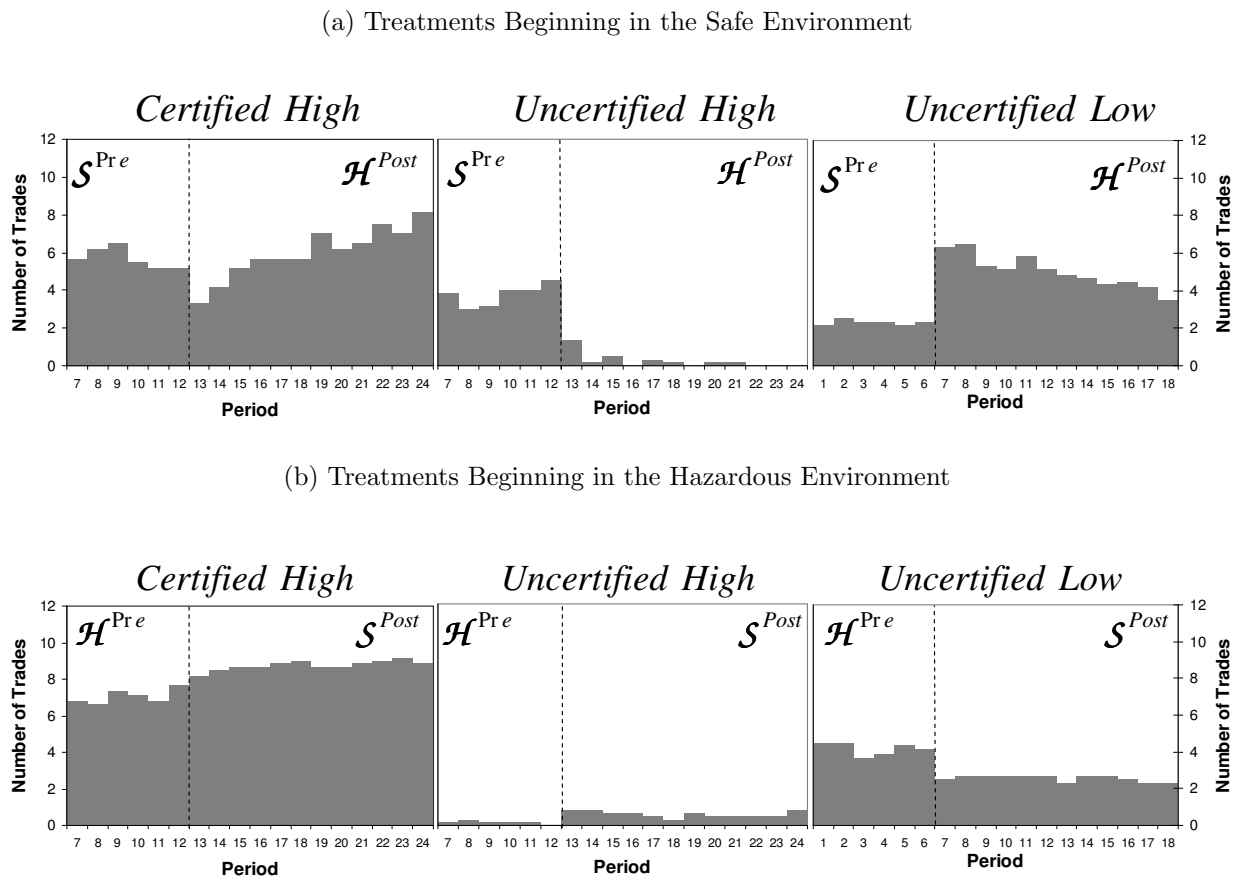 (a) Treatments Beginning in the Safe Environment
Certified High Uncertified High Uncertified Low
12 10 8 6 4 2 0
Number of Trades
S^Pre H^Post
S^Pre H^Post
S^Pre H^Post
12 10 8 6 4 2 0
Number of Trades
7 8 9 10 11 12 13 14 15 16 17 18 19 20 21 22 23 24
Period
7 8 9 10 11 12 13 14 15 16 17 18 19 20 21 22 23 24
Period
1 2 3 4 5 6 7 8 9 10 11 12 13 14 15 16 17 18
Period
(b) Treatments Beginning in the Hazardous Environment
Certified High Uncertified High Uncertified Low
12 10 8 6 4 2 0
Number of Trades
H^Pre S^Post
H^Pre S^Post
H^Pre S^Post
12 10 8 6 4 2 0
Number of Trades
7 8 9 10 11 12 13 14 15 16 17 18 19 20 21 22 23 24
Period
7 8 9 10 11 12 13 14 15 16 17 18 19 20 21 22 23 24
Period
1 2 3 4 5 6 7 8 9 10 11 12 13 14 15 16 17 18
Period